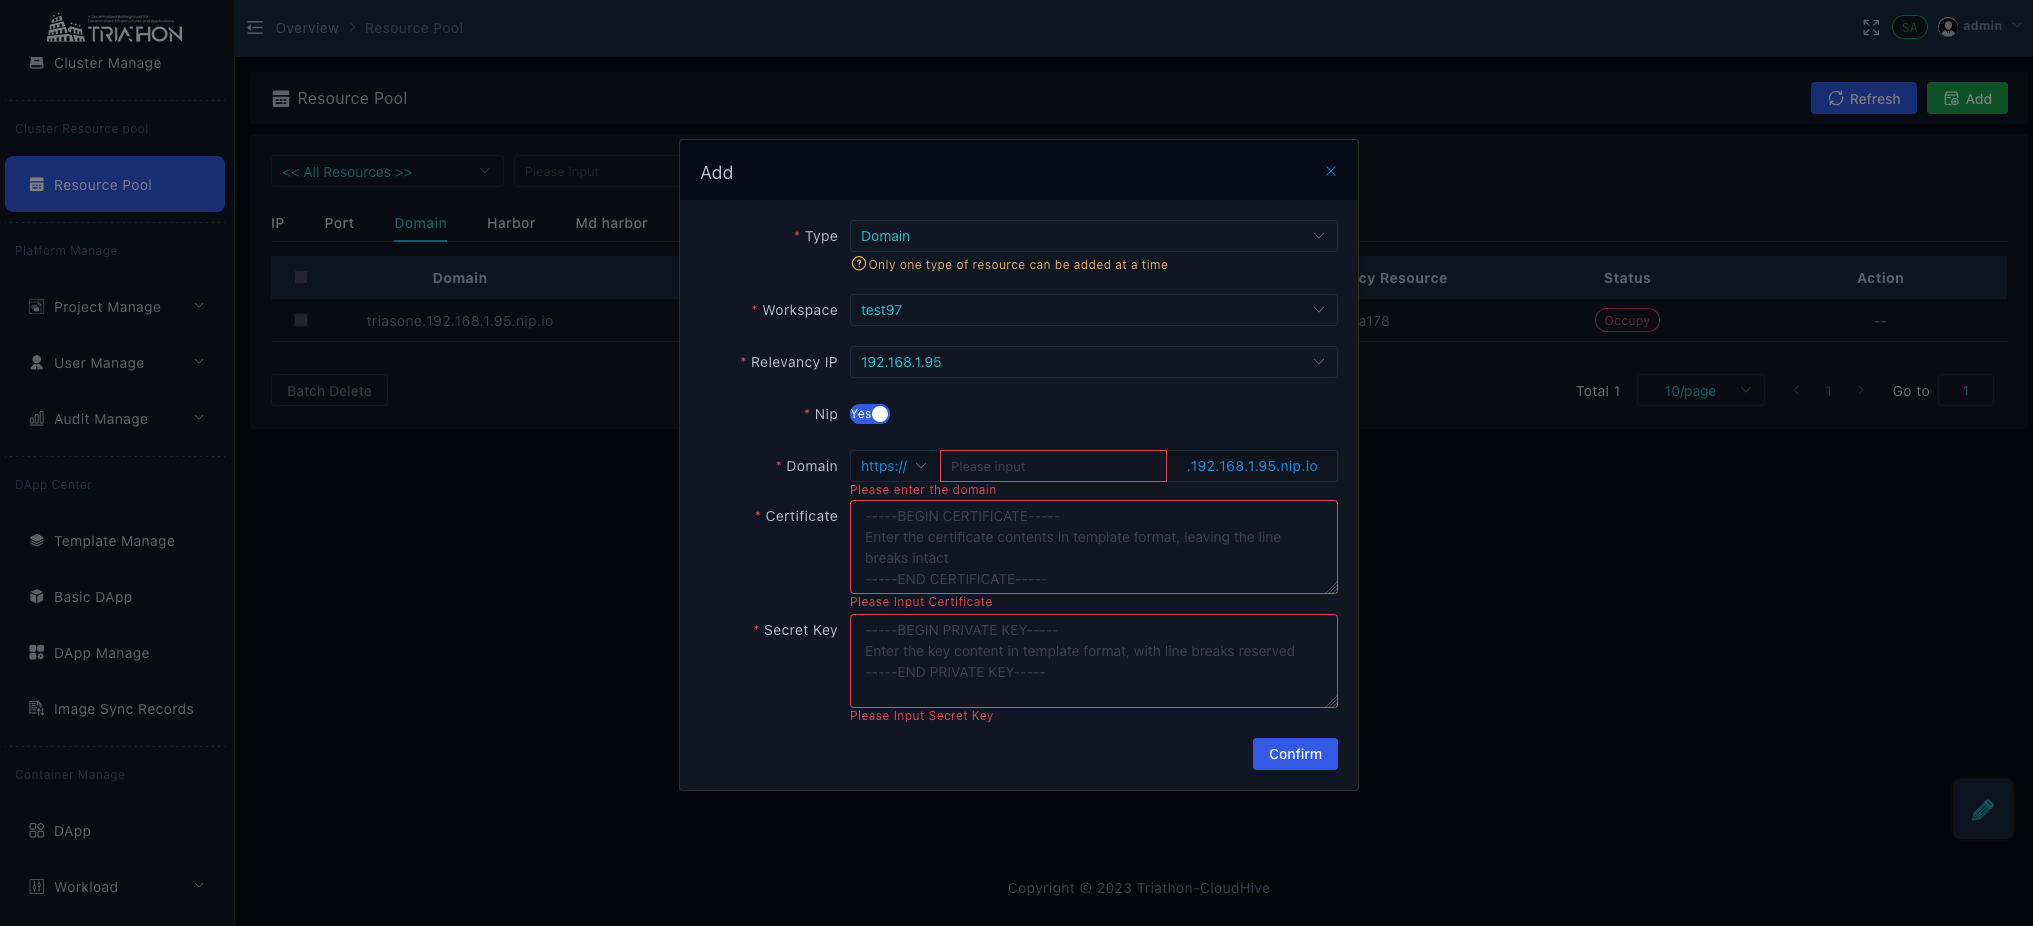 TRIATHON
Overview > Resource Pool
SA
admin
Cluster Manage
Cluster Resource pool
Resource Pool
Platform Manage
Project Manage
User Manage
Audit Manage
DApp Center
Template Manage
Basic DApp
DApp Manage
Image Sync Records
Container Manage
DApp
Workload
Resource Pool
Refresh
Add
<< All Resources >>
Please Input
IP Port Domain Harbor Md harbor
Domain
cy Resource Status Action
triasone.192.168.1.95.nip.io
a178 Occupy --
Batch Delete
Total 1 10/page < 1 > Go to 1
Add
* Type Domain
Only one type of resource can be added at a time
* Workspace test97
* Relevancy IP 192.168.1.95
* Nip Yes
* Domain https:// Please input .192.168.1.95.nip.io
Please enter the domain
* Certificate -----BEGIN CERTIFICATE-----
Enter the certificate contents in template format, leaving the line
breaks intact
-----END CERTIFICATE-----
Please Input Certificate
* Secret Key -----BEGIN PRIVATE KEY-----
Enter the key content in template format, with line breaks reserved
-----END PRIVATE KEY-----
Please Input Secret Key
Confirm
Copyright © 2023 Triathon-CloudHive